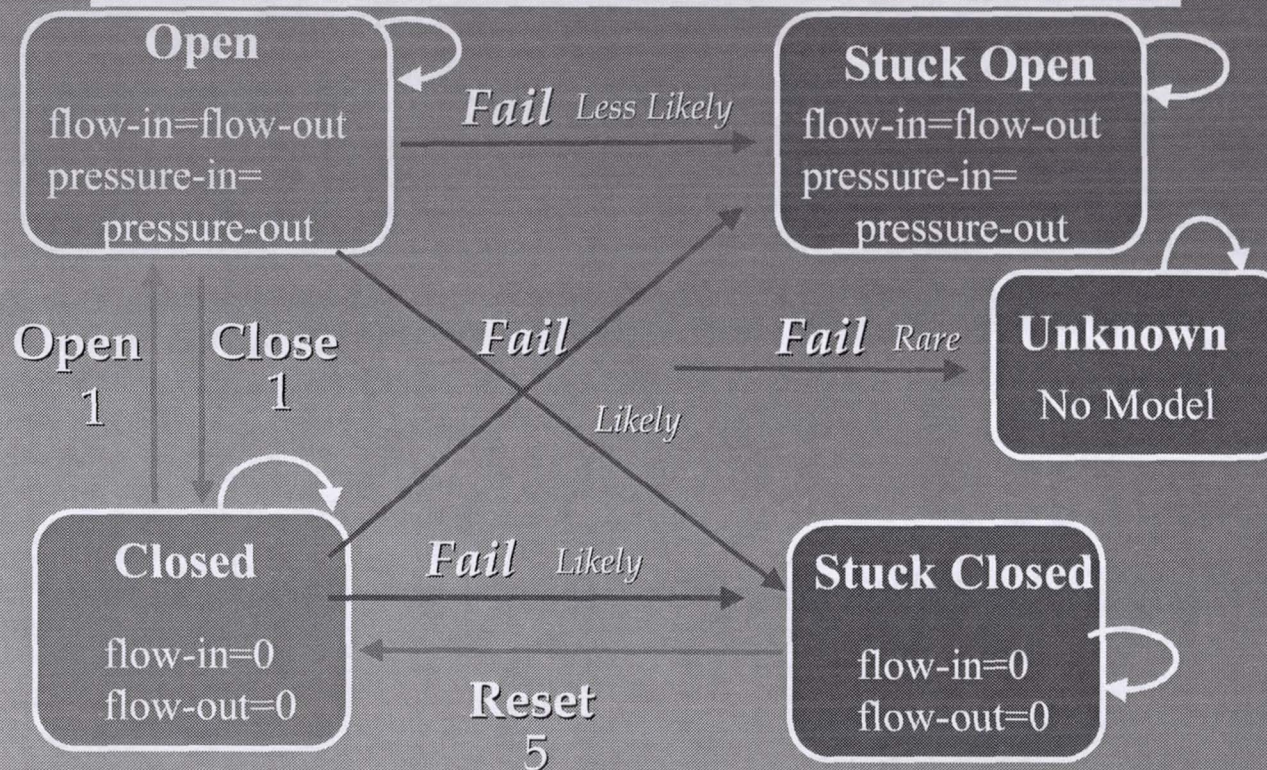 Open
flow-in=flow-out
pressure-in=
pressure-out
Fail Less Likely
Stuck Open
flow-in=flow-out
pressure-in=
pressure-out
Open
1
Close
1
Fail
Likely
Fail Rare
Unknown
No Model
Closed
flow-in=0
flow-out=0
Fail Likely
Reset
5
Stuck Closed
flow-in=0
flow-out=0